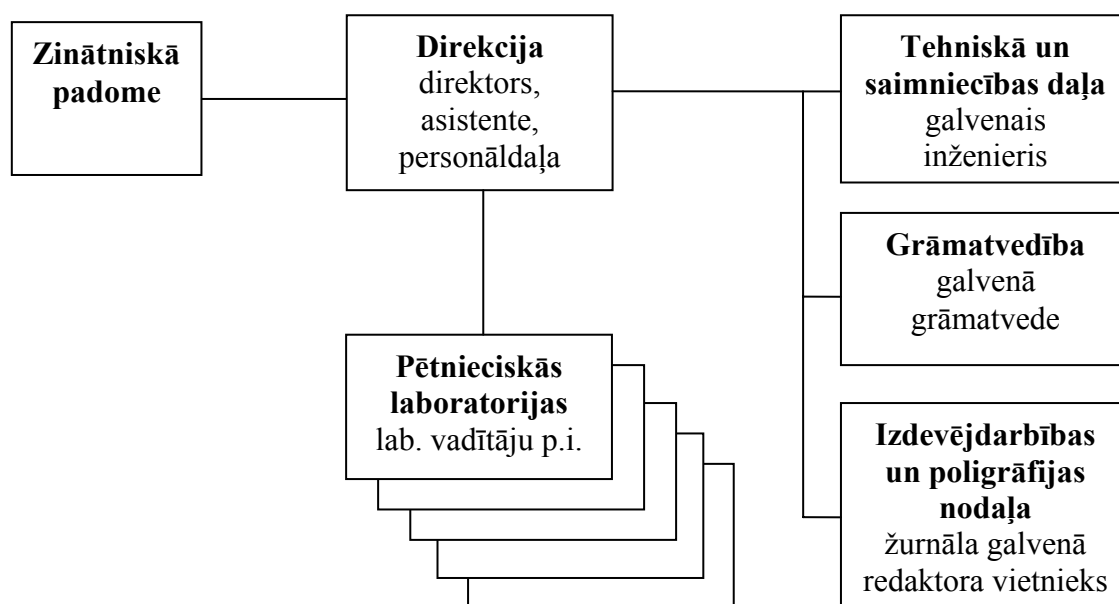 Zinātniskā
padome
Direkcija
direktors,
asistente,
personāldaļa
Tehniskā un
saimniecības daļa
galvenais
inženieris
Grāmatvedība
galvenā
grāmatvede
Pētnieciskās
laboratorijas
lab. vadītāju p.i.
Izdevējdarbības
un poligrāfijas
nodaļa
žurnāla galvenā
redaktora vietnieks